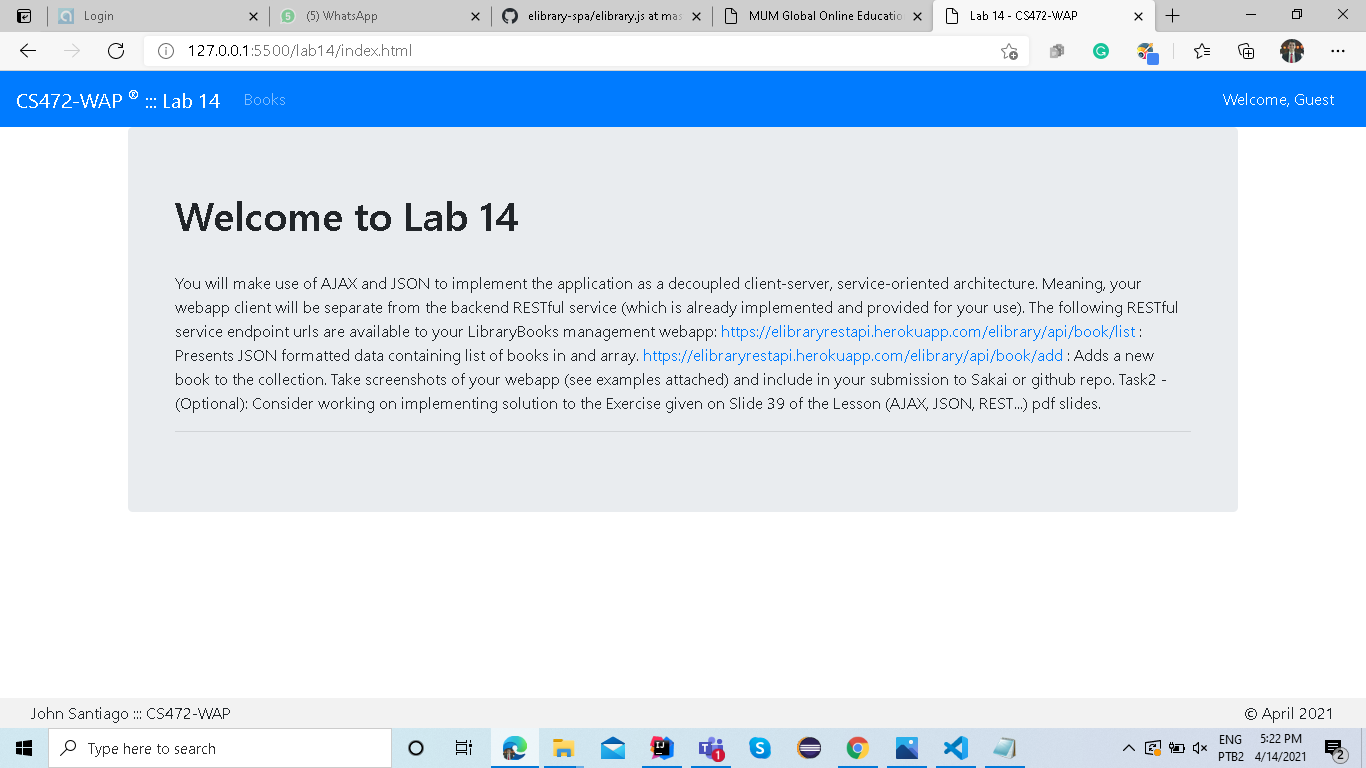 Login
(5) WhatsApp
elibrary-spa/elibrary.js at mas
MUM Global Online Educatio
Lab 14 - CS472-WAP
127.0.0.1:5500/lab14/index.html
CS472-WAP ® ::: Lab 14
Books
Welcome, Guest
Welcome to Lab 14
You will make use of AJAX and JSON to implement the application as a decoupled client-server, service-oriented architecture. Meaning, your
webapp client will be separate from the backend RESTful service (which is already implemented and provided for your use). The following RESTful
service endpoint urls are available to your LibraryBooks management webapp: https://elibraryrestapi.herokuapp.com/elibrary/api/book/list :
Presents JSON formatted data containing list of books in and array. https://elibraryrestapi.herokuapp.com/elibrary/api/book/add : Adds a new
book to the collection. Take screenshots of your webapp (see examples attached) and include in your submission to Sakai or github repo. Task2 -
(Optional): Consider working on implementing solution to the Exercise given on Slide 39 of the Lesson (AJAX, JSON, REST...) pdf slides.
John Santiago ::: CS472-WAP
© April 2021
Type here to search
1
ENG
PTB2
5:22 PM
4/14/2021
2